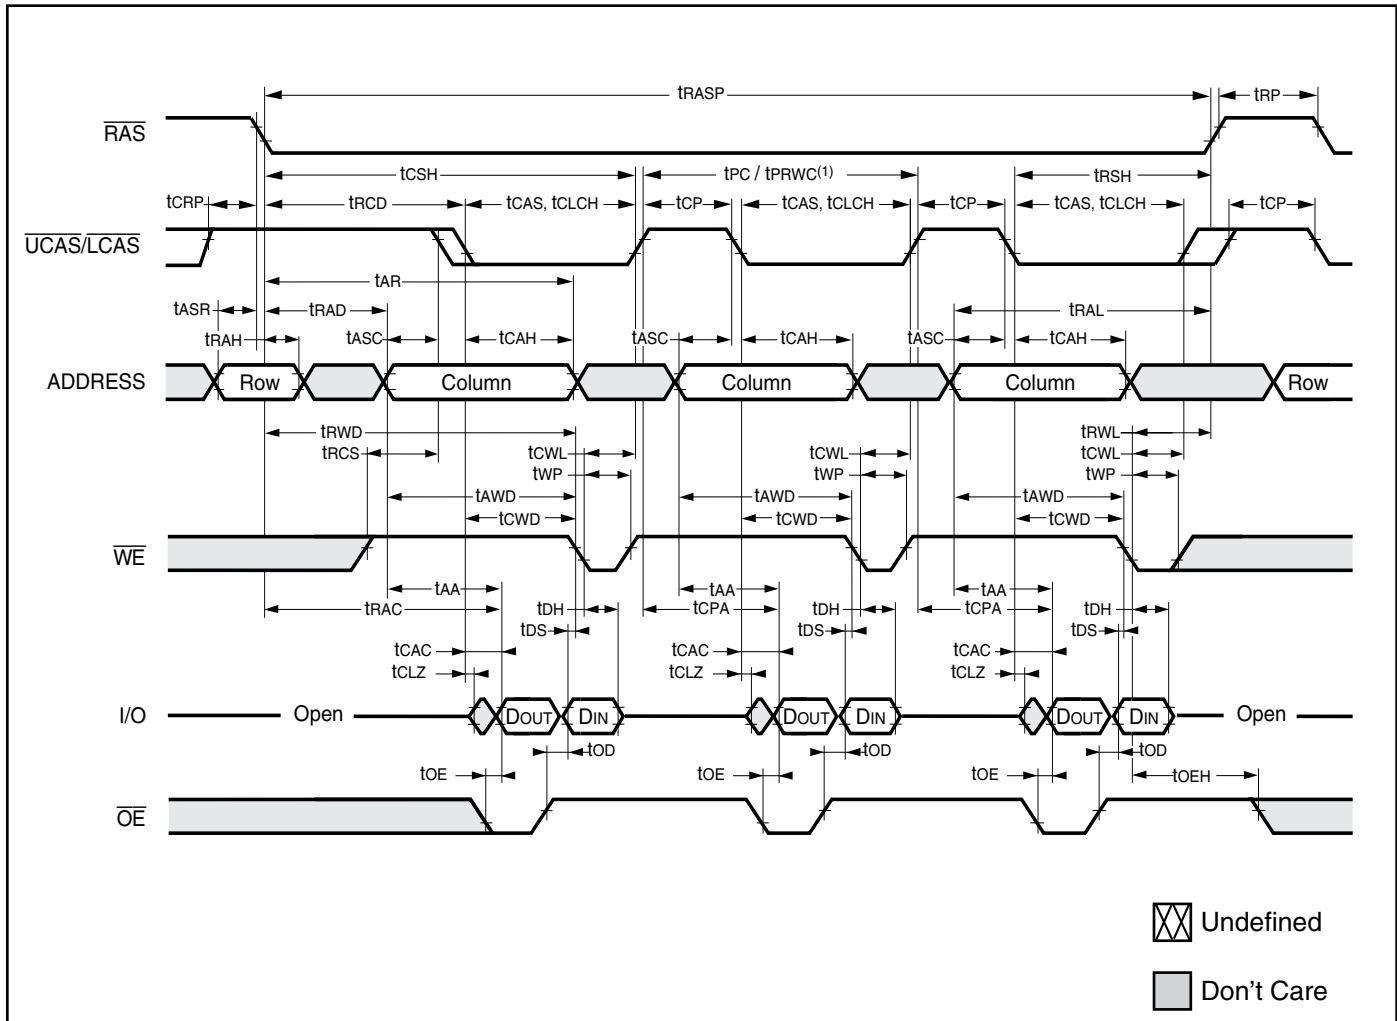 tRASP
tRP
RAS
tCSH
tPC / tPRWC(1)
tRSH
tCRP
tRCD
tCAS, tCLCH
tCP
tCAS, tCLCH
tCP
tCAS, tCLCH
tCP
UCAS/LCAS
tAR
tASR
tRAD
tRAL
tRAH
tASC
tCAH
tASC
tCAH
tASC
tCAH
ADDRESS
Row
Column
Column
Column
Row
tRWD
tRWL
tRCS
tCWL
tCWL
tCWL
tWP
tWP
tWP
tAWD
tAWD
tAWD
tCWD
tCWD
tCWD
WE
tAA
tAA
tAA
tRAC
tDH
tCPA
tDH
tCPA
tDH
tDS
tDS
tDS
tCAC
tCAC
tCAC
tCLZ
tCLZ
tCLZ
I/O
Open
DOUT
DIN
DOUT
DIN
DOUT
DIN
Open
tOD
tOD
tOD
tOE
tOE
tOE
tOEH
OE
Undefined
Don't Care